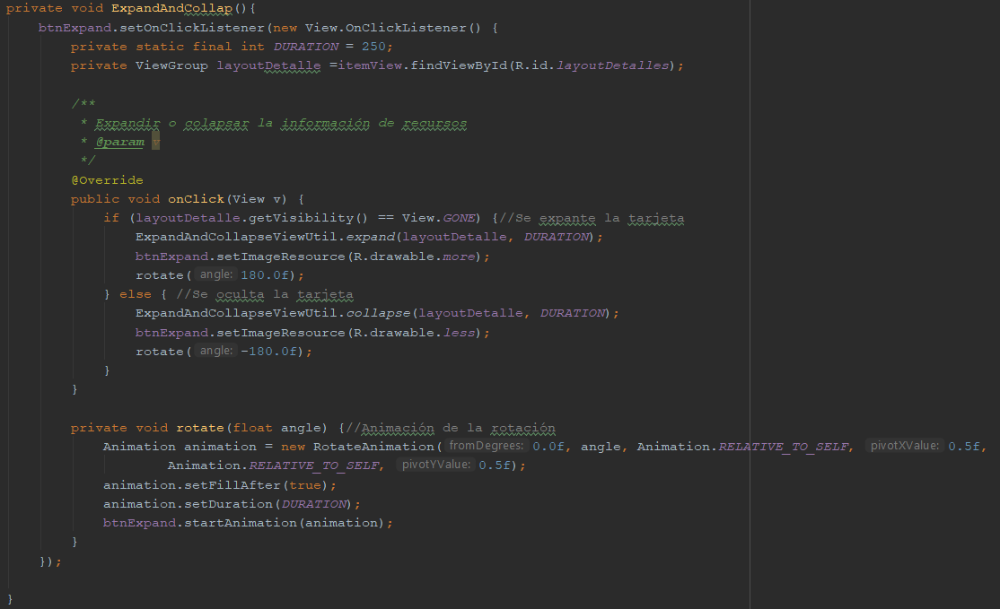 private void ExpandAndCollap(){
btnExpand.setOnClickListener(new View.OnClickListener() {
private static final int DURATION = 250;
private ViewGroup layoutDetalle =itemView.findViewById(R.id.layoutDetalles);
/**
* Expandir o colapsar la información de recursos
* @param v
*/
@Override
public void onClick(View v) {
if (layoutDetalle.getVisibility() == View.GONE) {//Se expante la tarjeta
ExpandAndCollapseViewUtil.expand(layoutDetalle, DURATION);
btnExpand.setImageResource(R.drawable.more);
rotate( angle: 180.0f);
} else { //Se oculta la tarjeta
ExpandAndCollapseViewUtil.collapse(layoutDetalle, DURATION);
btnExpand.setImageResource(R.drawable.less);
rotate( angle: -180.0f);
}
}
private void rotate(float angle) {//Animación de la rotación
Animation animation = new RotateAnimation( fromDegrees: 0.0f, angle, Animation.RELATIVE_TO_SELF, pivotXValue: 0.5f,
Animation.RELATIVE_TO_SELF, pivotYValue: 0.5f);
animation.setFillAfter(true);
animation.setDuration(DURATION);
btnExpand.startAnimation(animation);
}
});
}